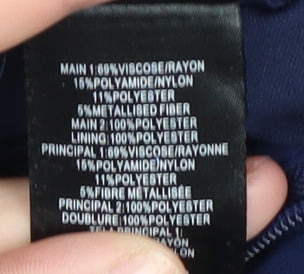 MAIN 1:69%VISCOSE/RAYON
15%POLYAMIDE/NYLON
11%POLYESTER
5%METALLISED FIBER
MAIN 2:100%POLYESTER
LINING:100%POLYESTER
PRINCIPAL 1:69%VISCOSE/RAYONNE
15%POLYAMIDE/NYLON
11%POLYESTER
5%FIBRE METALLISÉE
PRINCIPAL 2:100%POLYESTER
DOUBLURE:100%POLYESTER
PRINCIPAL 1: